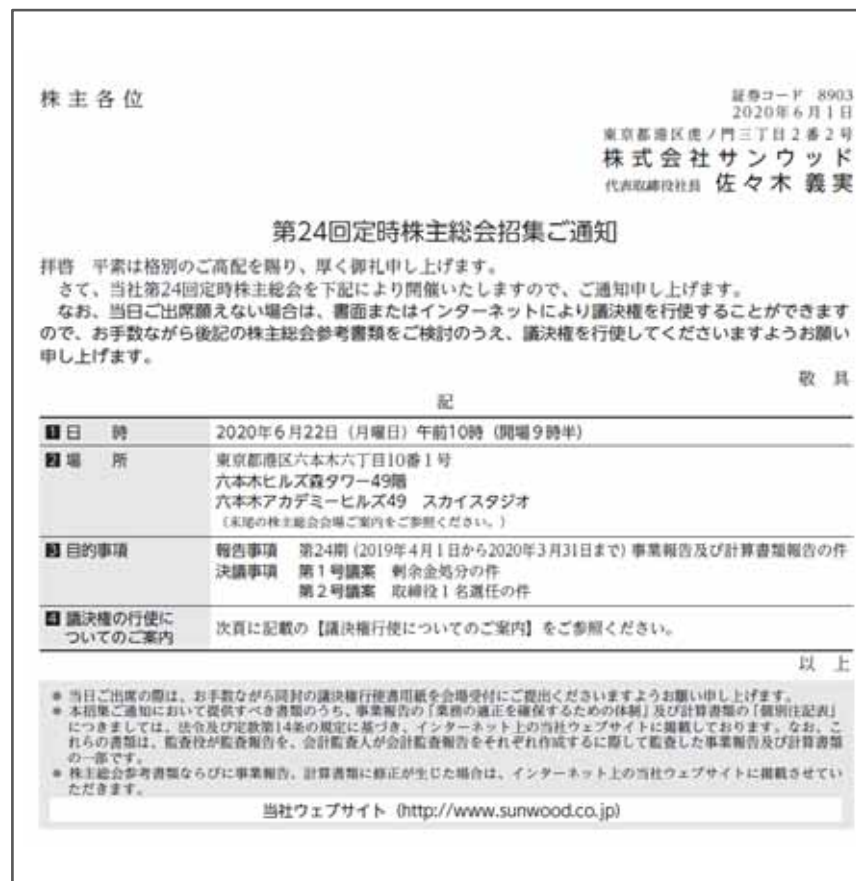 株主各位
証券コード 8903
2020年6月1日
東京都港区虎ノ門三丁目2番2号
株式会社サンウッド
代表取締役社長 佐々木 義実
第24回定時株主総会招集ご通知
拝啓 平素は格別のご高配を賜り、厚く御礼申し上げます。
さて、当社第24回定時株主総会を下記により開催いたしますので、ご通知申し上げます。
なお、当日ご出席願えない場合は、書面またはインターネットにより議決権を行使することができます
ので、お手数ながら後記の株主総会参考書類をご検討のうえ、議決権を行使してくださいますようお願い
申し上げます。
敬 具
記
1 日 時 2020年6月22日(月曜日)午前10時(開場9時半)
2 場 所 東京都港区六本木六丁目10番1号
六本木ヒルズ森タワー49階
六本木アカデミーヒルズ49 スカイスタジオ
(末尾の株主総会会場ご案内をご参照ください。)
3 目的事項 報告事項 第24期(2019年4月1日から2020年3月31日まで)事業報告及び計算書類報告の件
決議事項 第1号議案 剰余金処分の件
第2号議案 取締役1名選任の件
4 議決権の行使に
ついてのご案内 次頁に記載の【議決権行使についてのご案内】をご参照ください。
以 上
● 当日ご出席の際は、お手数ながら同封の議決権行使書用紙を会場受付にご提出くださいますようお願い申し上げます。
● 本招集ご通知において提供すべき書類のうち、事業報告の「業務の適正を確保するための体制」及び計算書類の「個別注記表」
につきましては、法令及び定款第14条の規定に基づき、インターネット上の当社ウェブサイトに掲載しております。なお、こ
れらの書類は、監査役が監査報告を、会計監査人が会計監査報告をそれぞれ作成するに際して監査した事業報告及び計算書類
の一部です。
● 株主総会参考書類ならびに事業報告、計算書類に修正が生じた場合は、インターネット上の当社ウェブサイトに掲載させてい
ただきます。
当社ウェブサイト(http://www.sunwood.co.jp)